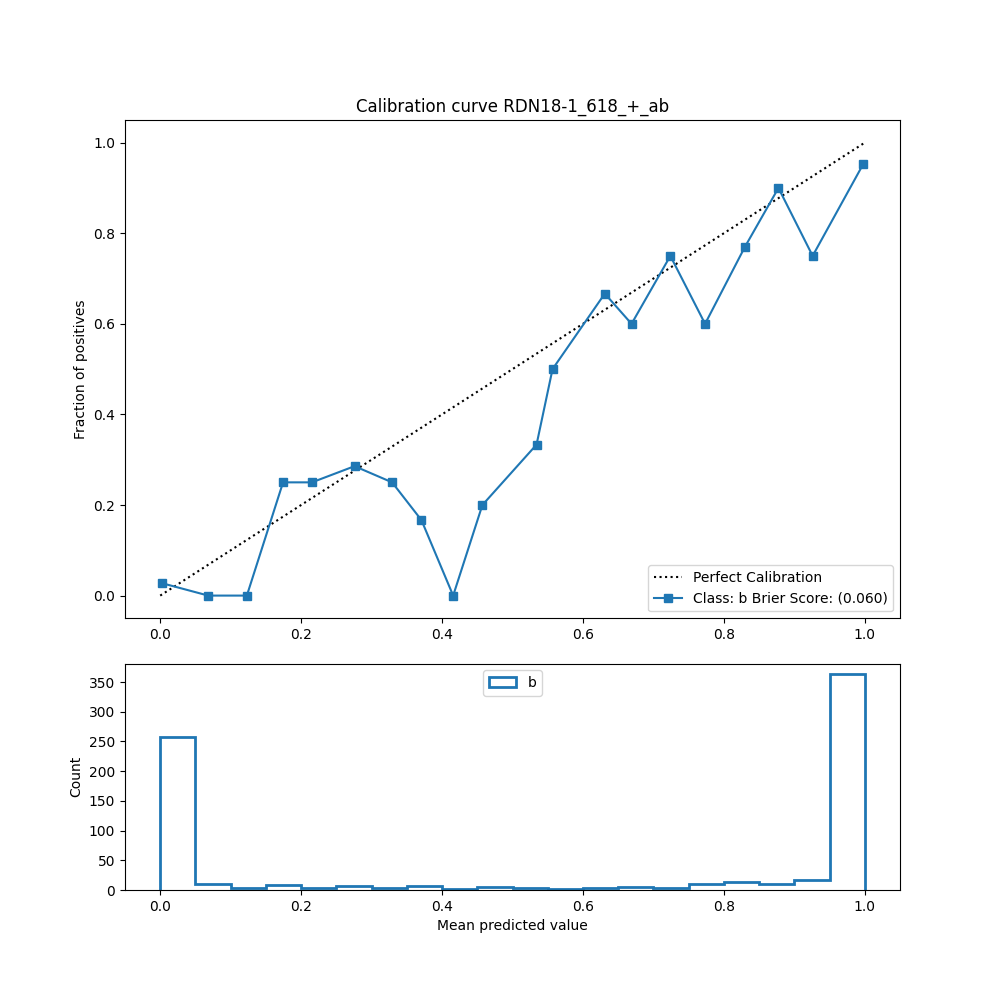 Calibration curve RDN18-1_618_+_ab
1.0
0.8
0.6
0.4
0.2
0.0
Fraction of positives
Perfect Calibration
Class: b Brier Score: (0.060)
0.0 0.2 0.4 0.6 0.8 1.0
b
350
300
250
200
150
100
50
0
Count
0.0 0.2 0.4 0.6 0.8 1.0
Mean predicted value